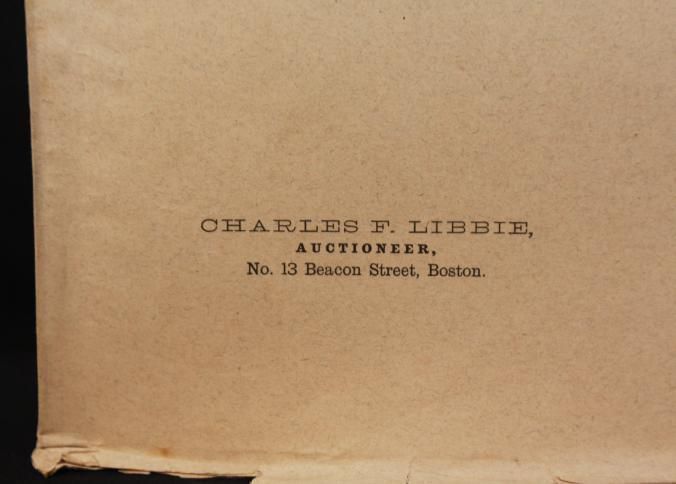 CHARLES F. LIBBIE,
AUCTIONEER,
No. 13 Beacon Street, Boston.